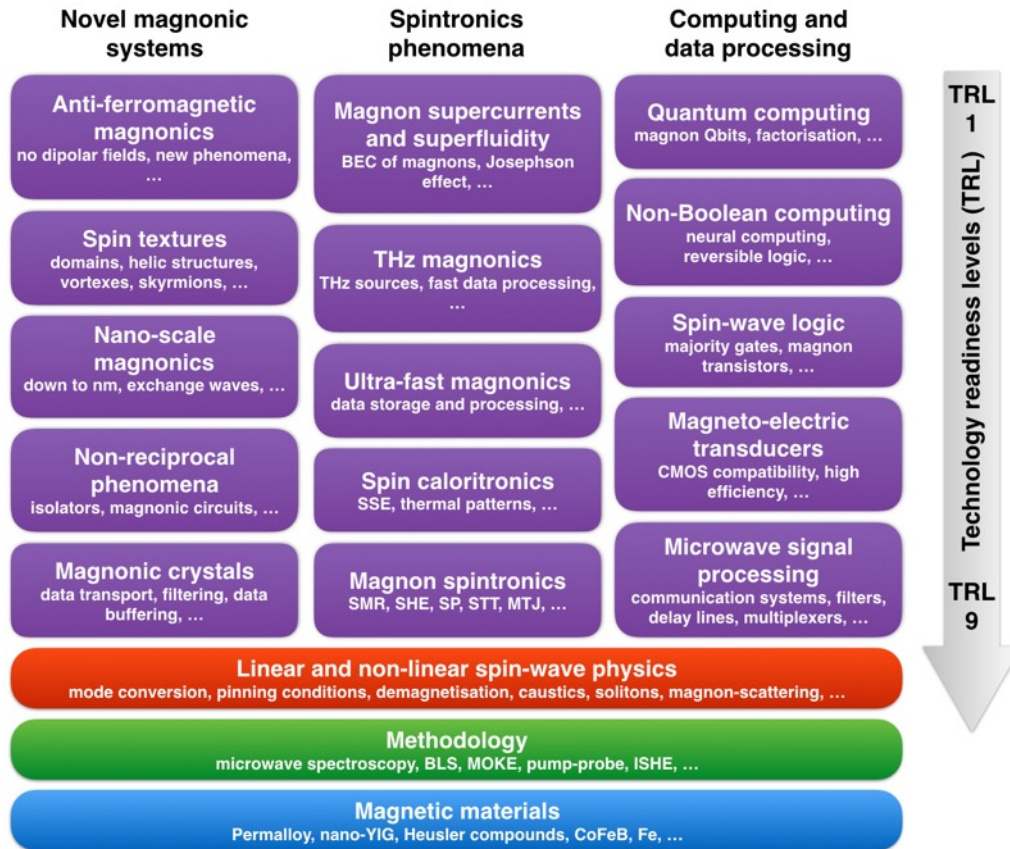 Novel magnonic
systems
Anti-ferromagnetic
magnonics
no dipolar fields, new phenomena,
…
Spin textures
domains, helic structures,
vortexes, skyrmions, …
Nano-scale
magnonics
down to nm, exchange waves, …
Non-reciprocal
phenomena
isolators, magnonic circuits, …
Magnonic crystals
data transport, filtering, data
buffering, …
Spintronics
phenomena
Magnon supercurrents
and superfluidity
BEC of magnons, Josephson
effect, …
THz magnonics
THz sources, fast data processing,
…
Ultra-fast magnonics
data storage and processing, …
Spin caloritronics
SSE, thermal patterns, …
Magnon spintronics
SMR, SHE, SP, STT, MTJ, …
Computing and
data processing
Quantum computing
magnon Qbits, factorisation, …
Non-Boolean computing
neural computing,
reversible logic, …
Spin-wave logic
majority gates, magnon
transistors, …
Magneto-electric
transducers
CMOS compatibility, high
efficiency, …
Microwave signal
processing
communication systems, filters,
delay lines, multiplexers, …
TRL
1
Technology readiness levels (TRL)
TRL
9
Linear and non-linear spin-wave physics
mode conversion, pinning conditions, demagnetisation, caustics, solitons, magnon-scattering, …
Methodology
microwave spectroscopy, BLS, MOKE, pump-probe, ISHE, …
Magnetic materials
Permalloy, nano-YIG, Heusler compounds, CoFeB, Fe, …